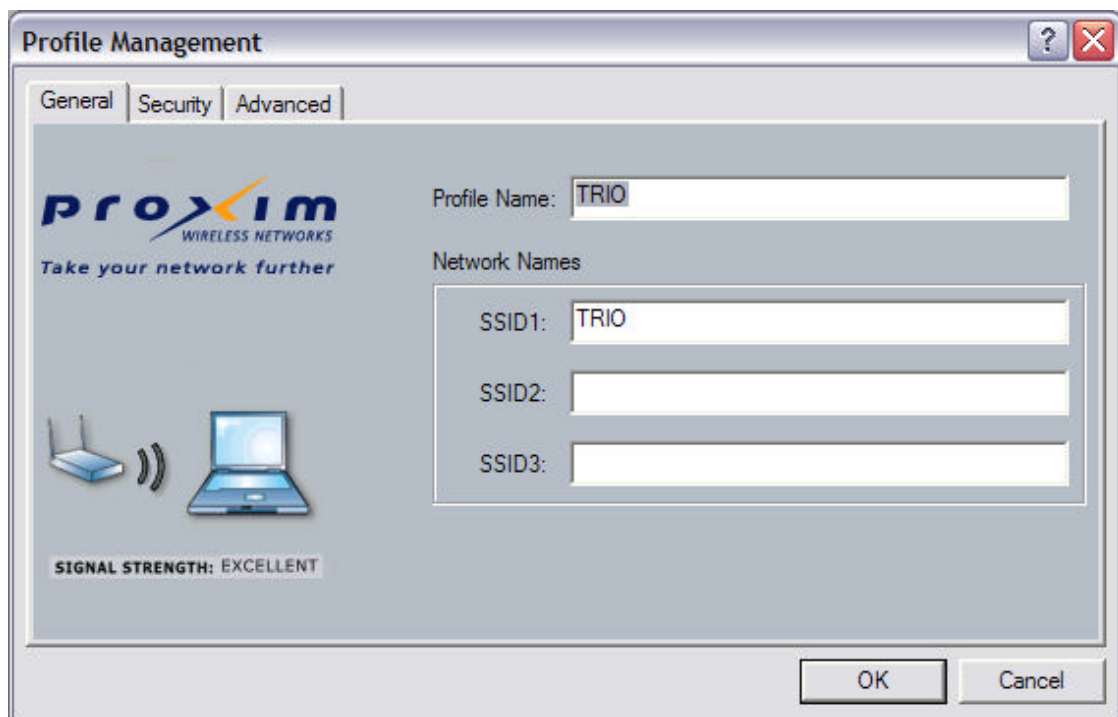 Profile Management
?
General Security Advanced
proxim
WIRELESS NETWORKS
Take your network further
Profile Name: TRIO
Network Names
SSID1: TRIO
SSID2:
SSID3:
SIGNAL STRENGTH: EXCELLENT
OK Cancel